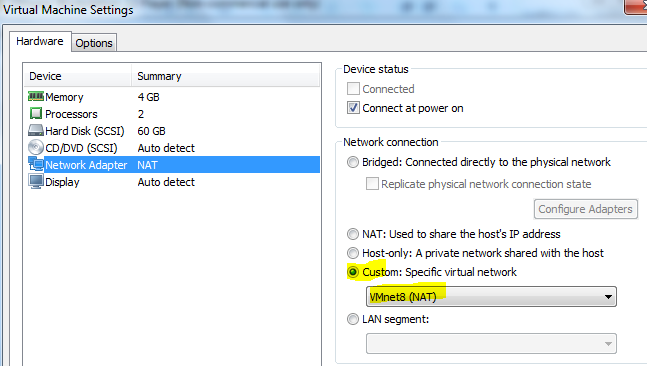 Virtual Machine Settings
Hardware Options
Device Summary
Memory 4 GB
Processors 2
Hard Disk (SCSI) 60 GB
CD/DVD (SCSI) Auto detect
Network Adapter NAT
Display Auto detect
Device status
Connected
Connect at power on
Network connection
Bridged: Connected directly to the physical network
Replicate physical network connection state
Configure Adapters
NAT: Used to share the host's IP address
Host-only: A private network shared with the host
Custom: Specific virtual network
VMnet8 (NAT)
LAN segment: